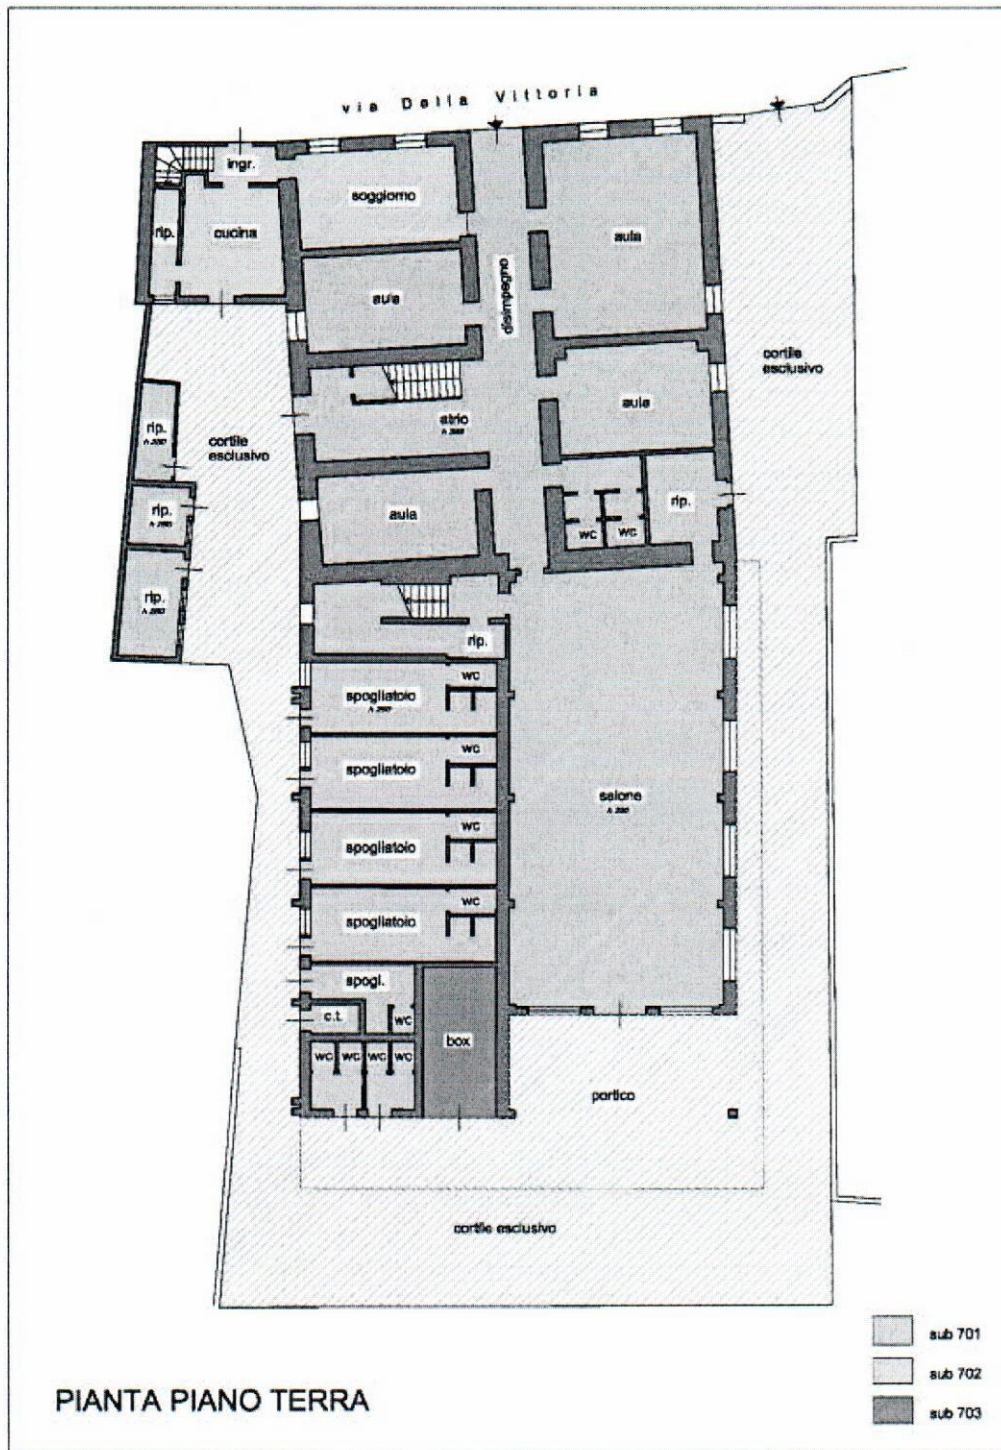 via Della Vittoria
ingr.
soggiorno
aula
rip.
cucina
disimpegno
aula
cortile
esclusivo
aula
rip.
cortile
esclusivo
atrio
rip.
aula
rip.
wc
wc
rip.
rip.
wc
spogliatoio
wc
spogliatoio
salone
wc
spogliatoio
wc
spogliatoio
spogl.
c.t.
wc
box
wc
wc
wc
wc
portico
cortile esclusivo
sub 701
sub 702
sub 703
PIANTA PIANO TERRA